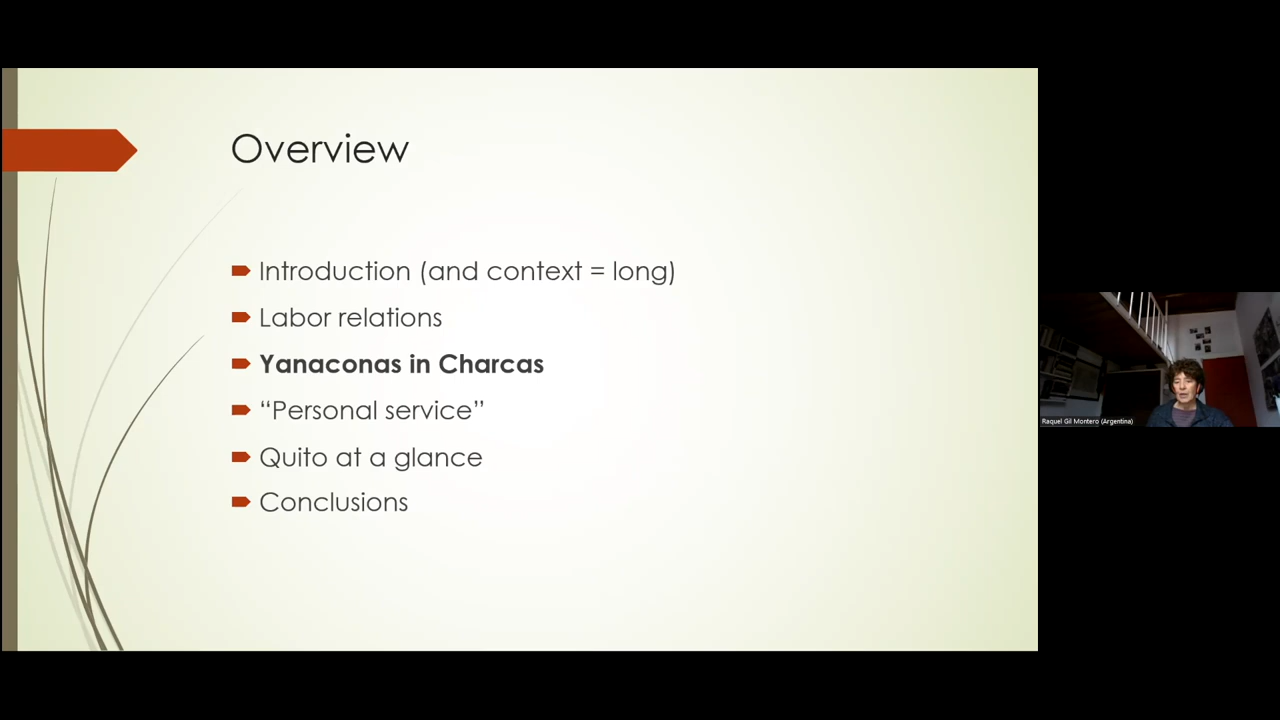 Overview
Introduction (and context = long)
Labor relations
Yanaconas in Charcas
“Personal service”
Quito at a glance
Conclusions
Raquel Gil Montero (Argentina)